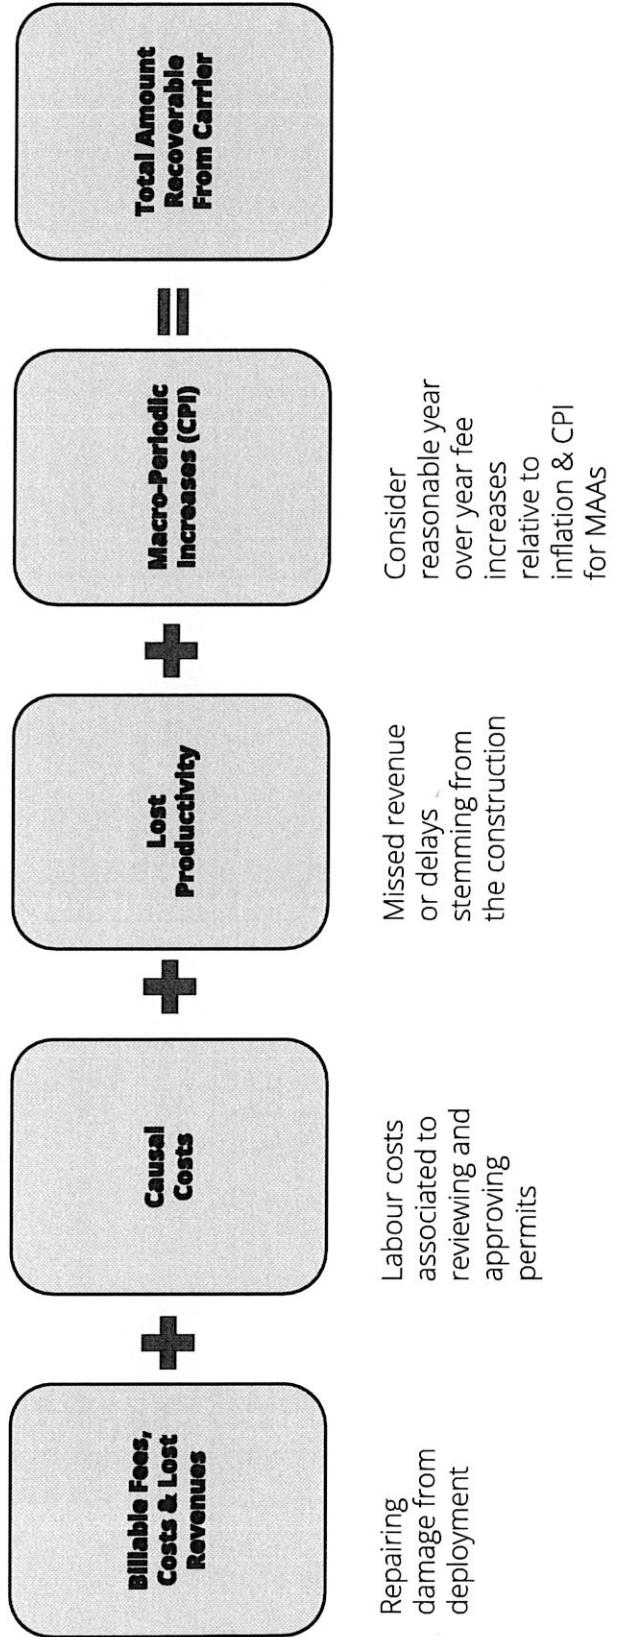 Billable Fees,
Costs & Lost
Revenues
+
Causal
Costs
+
Lost
Productivity
+
Macro-Periodic
Increases (CPI)
=
Total Amount
Recoverable
From Carrier
Repairing
damage from
deployment
Labour costs
associated to
reviewing and
approving
permits
Missed revenue
or delays
stemming from
the construction
Consider
reasonable year
over year fee
increases
relative to
inflation & CPI
for MAAs